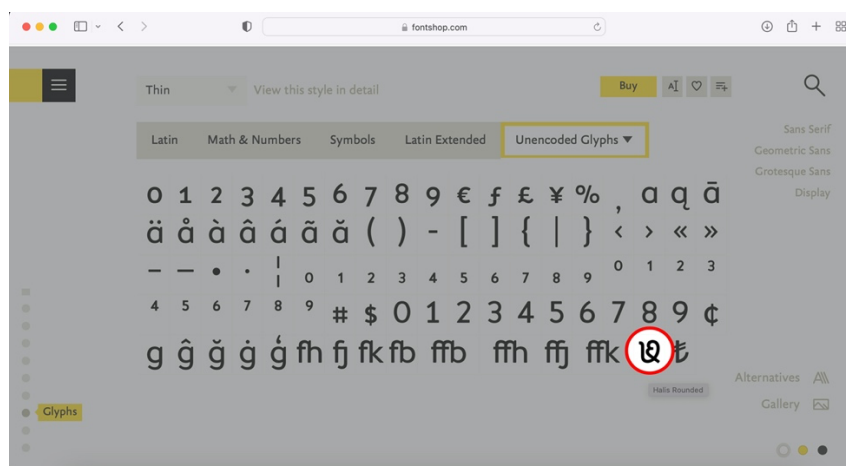 fontshop.com
Thin View this style in detail Buy
Latin Math & Numbers Symbols Latin Extended Unencoded Glyphs
Sans Serif
Geometric Sans
Grotesque Sans
Display
0 1 2 3 4 5 6 7 8 9 € ƒ £ ¥ % , ɑ q ɑ̄
ɑ̈ ɑ̊ ɑ̀ ɑ̂ ɑ́ ɑ̃ ɑ̆ ( ) - [ ] { | } ‹ › « »
– — • · ¦ 0 1 2 3 4 5 6 7 8 9 0 1 2 3
4 5 6 7 8 9 # $ 0 1 2 3 4 5 6 7 8 9 ¢
g ĝ ğ ġ ģ fh fj fk fb ffb ffh ffj ffk ₺
Halis Rounded
Alternatives
Gallery
Glyphs